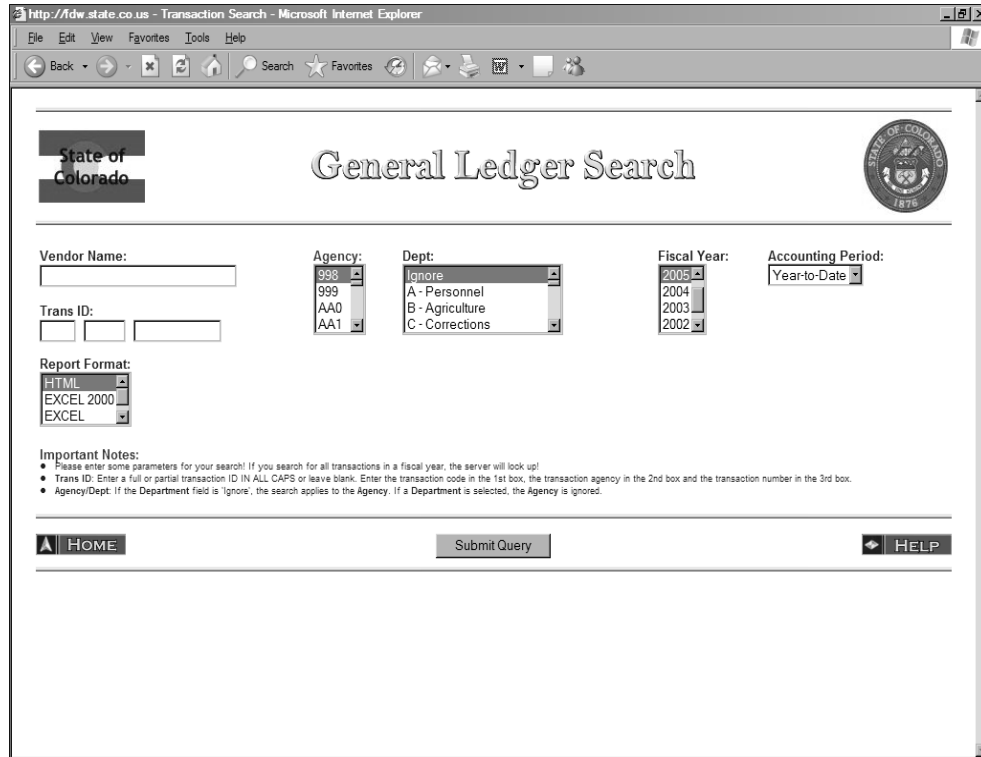 http://fdw.state.co.us - Transaction Search - Microsoft Internet Explorer
File Edit View Favorites Tools Help
Back Search Favorites
State of
Colorado
General Ledger Search
STATE OF COLORADO
1876
Vendor Name:
Agency:
998
999
AA0
AA1
Dept:
Ignore
A - Personnel
B - Agriculture
C - Corrections
Fiscal Year:
2005
2004
2003
2002
Accounting Period:
Year-to-Date
Trans ID:
Report Format:
HTML
EXCEL 2000
EXCEL
Important Notes:
Please enter some parameters for your search! If you search for all transactions in a fiscal year, the server will look up!
Trans ID: Enter a full or partial transaction ID IN ALL CAPS or leave blank. Enter the transaction code in the 1st box, the transaction agency in the 2nd box and the transaction number in the 3rd box.
Agency/Dept: If the Department field is 'Ignore', the search applies to the Agency. If a Department is selected, the Agency is ignored.
HOME
Submit Query
HELP